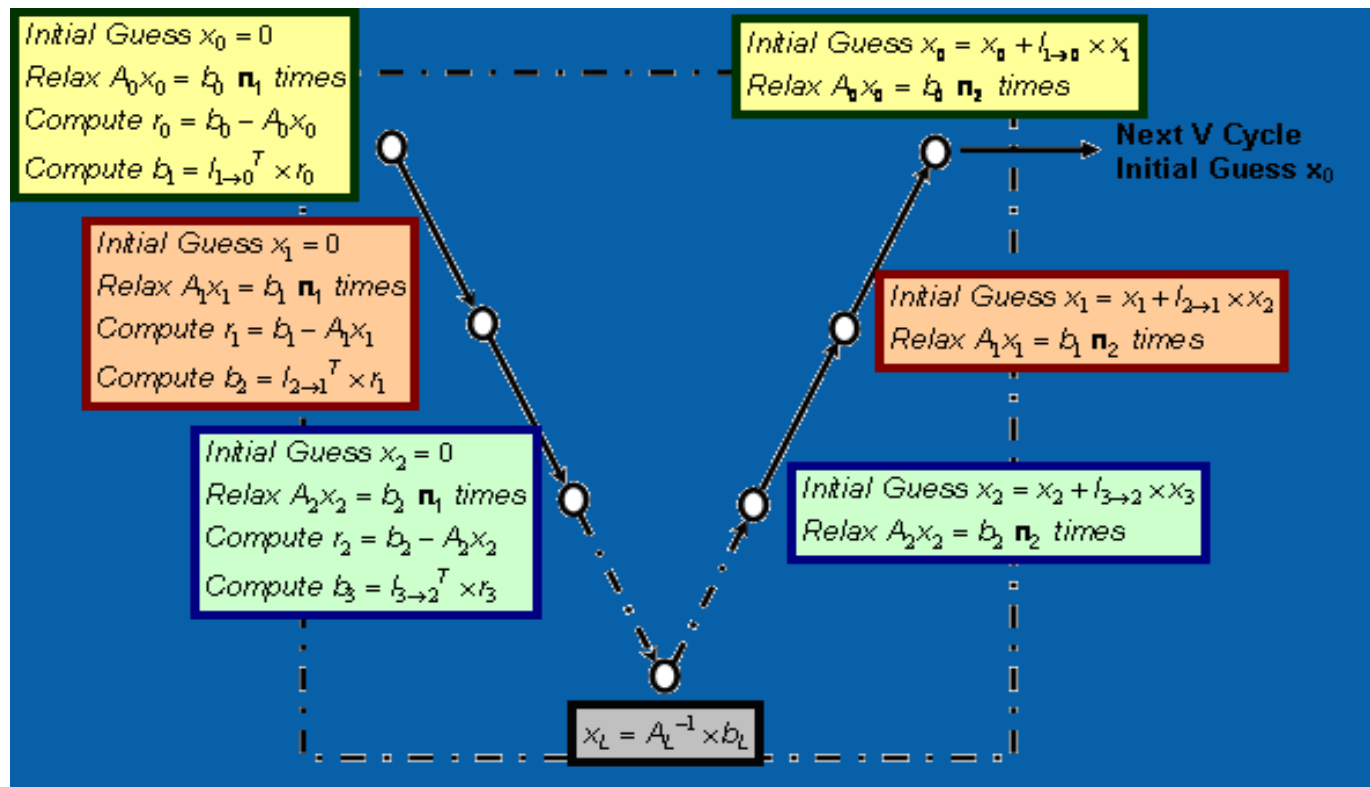 Initial Guess x₀ = 0
Relax A₀x₀ = b₀ n₁ times
Compute r₀ = b₀ − A₀x₀
Compute b₁ = I₁→₀ᵀ × r₀
Initial Guess x₀ = x₀ + I₁→₀ × x₁
Relax A₀x₀ = b₀ n₂ times
Next V Cycle
Initial Guess x₀
Initial Guess x₁ = 0
Relax A₁x₁ = b₁ n₁ times
Compute r₁ = b₁ − A₁x₁
Compute b₂ = I₂→₁ᵀ × r₁
Initial Guess x₁ = x₁ + I₂→₁ × x₂
Relax A₁x₁ = b₁ n₂ times
Initial Guess x₂ = 0
Relax A₂x₂ = b₂ n₁ times
Compute r₂ = b₂ − A₂x₂
Compute b₃ = I₃→₂ᵀ × r₃
Initial Guess x₂ = x₂ + I₃→₂ × x₃
Relax A₂x₂ = b₂ n₂ times
x_L = A_L⁻¹ × b_L